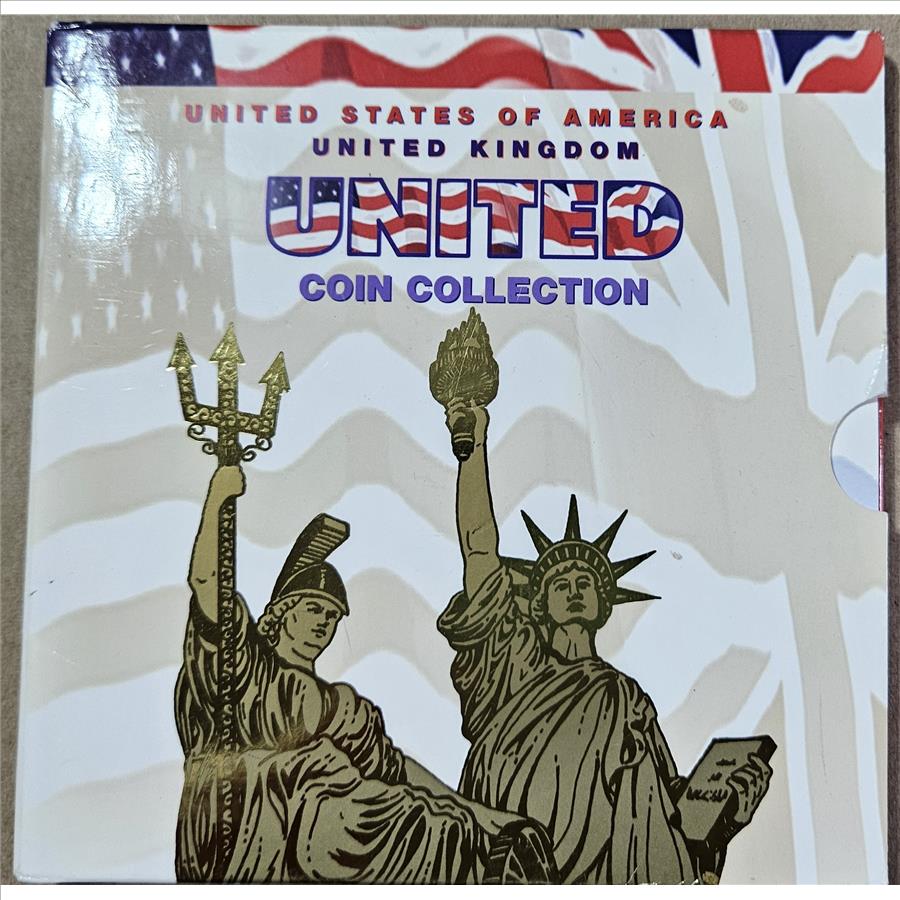 UNITED STATES OF AMERICA
UNITED KINGDOM
UNITED
COIN COLLECTION